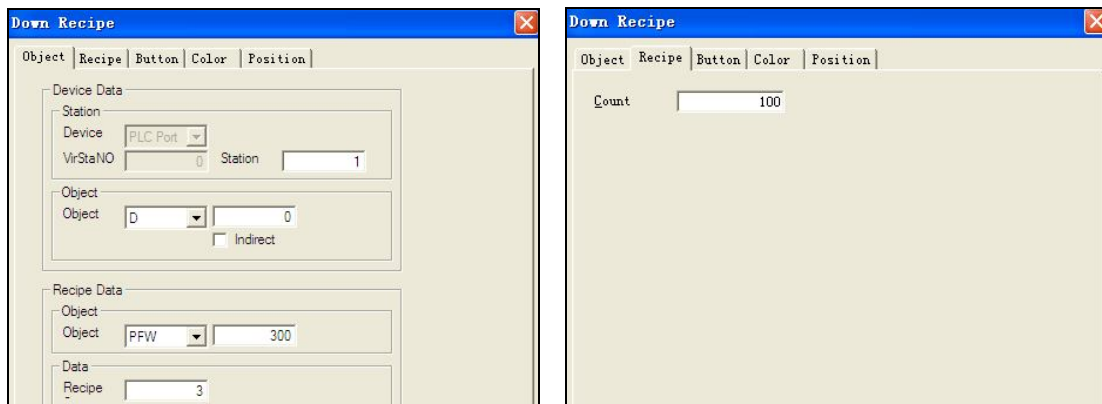 Down Recipe
Object Recipe Button Color Position
Device Data
Station
Device PLC Port
VirStaNO 0 Station 1
Object
Object D 0
Indirect
Recipe Data
Object
Object PFW 300
Data
Recipe 3
Down Recipe
Object Recipe Button Color Position
Count 100